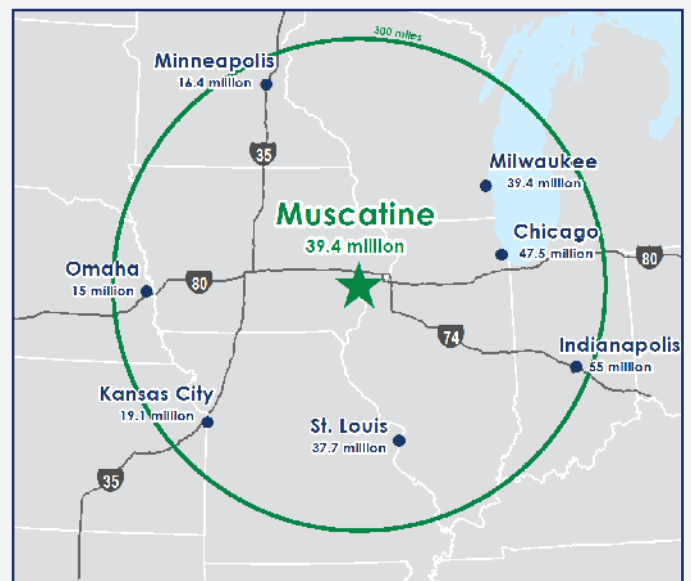 300 miles
Minneapolis
16.4 million
35
Milwaukee
39.4 million
Muscatine
39.4 million
Chicago
47.5 million
80
Omaha
15 million
80
74
Indianapolis
55 million
Kansas City
19.1 million
St. Louis
37.7 million
35